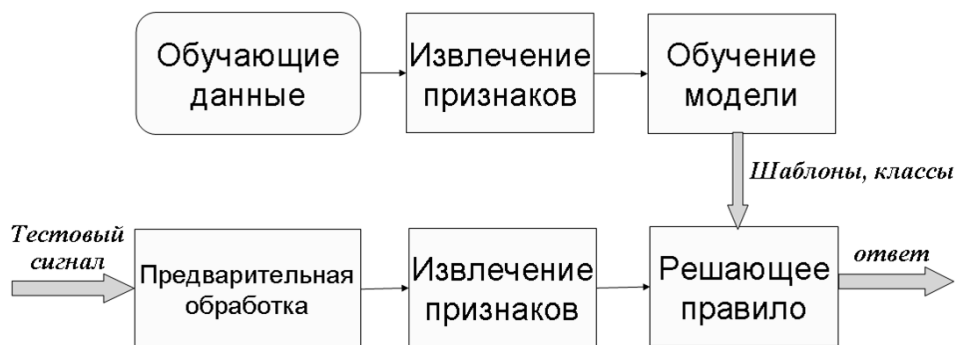 Обучающие
данные
Извлечение
признаков
Обучение
модели
Шаблоны, классы
Тестовый
сигнал
Предварительная
обработка
Извлечение
признаков
Решающее
правило
ответ